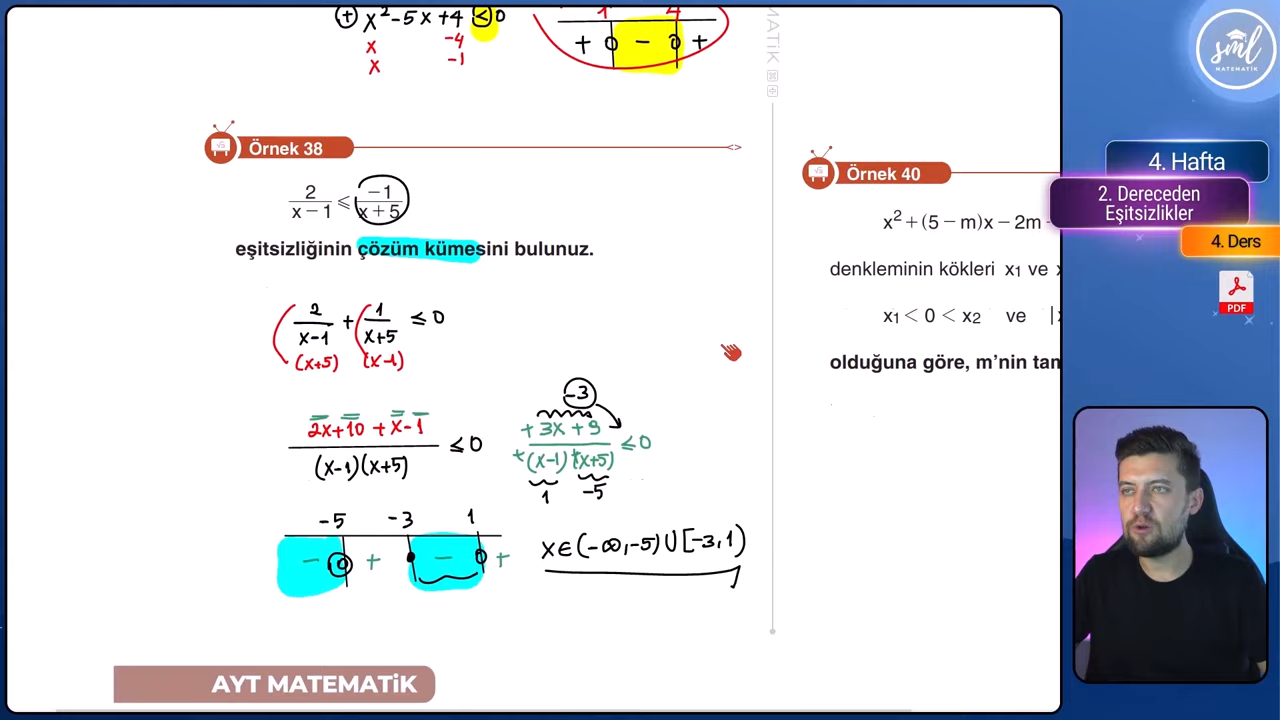 (+) x²-5x+4 ≤ 0
x -4
x -1
1 4
+ 0 - 0 +
MATİK
sml
MATEMATİK
4. Hafta
2. Dereceden
Eşitsizlikler
4. Ders
PDF
Örnek 38
2/(x-1) ≤ -1/(x+5)
eşitsizliğinin çözüm kümesini bulunuz.
2/(x-1) + 1/(x+5) ≤ 0
(x+5) (x-1)
(2x+10+x-1)/((x-1)(x+5)) ≤ 0
-3
+3x+9/(+(x-1)+(x+5)) ≤ 0
1 -5
-5 -3 1
- + - +
x∈(-∞,-5)∪[-3,1)
Örnek 40
x²+(5-m)x-2m
denkleminin kökleri x₁ ve x
x₁<0<x₂ ve |x
olduğuna göre, m'nin tan
AYT MATEMATİK